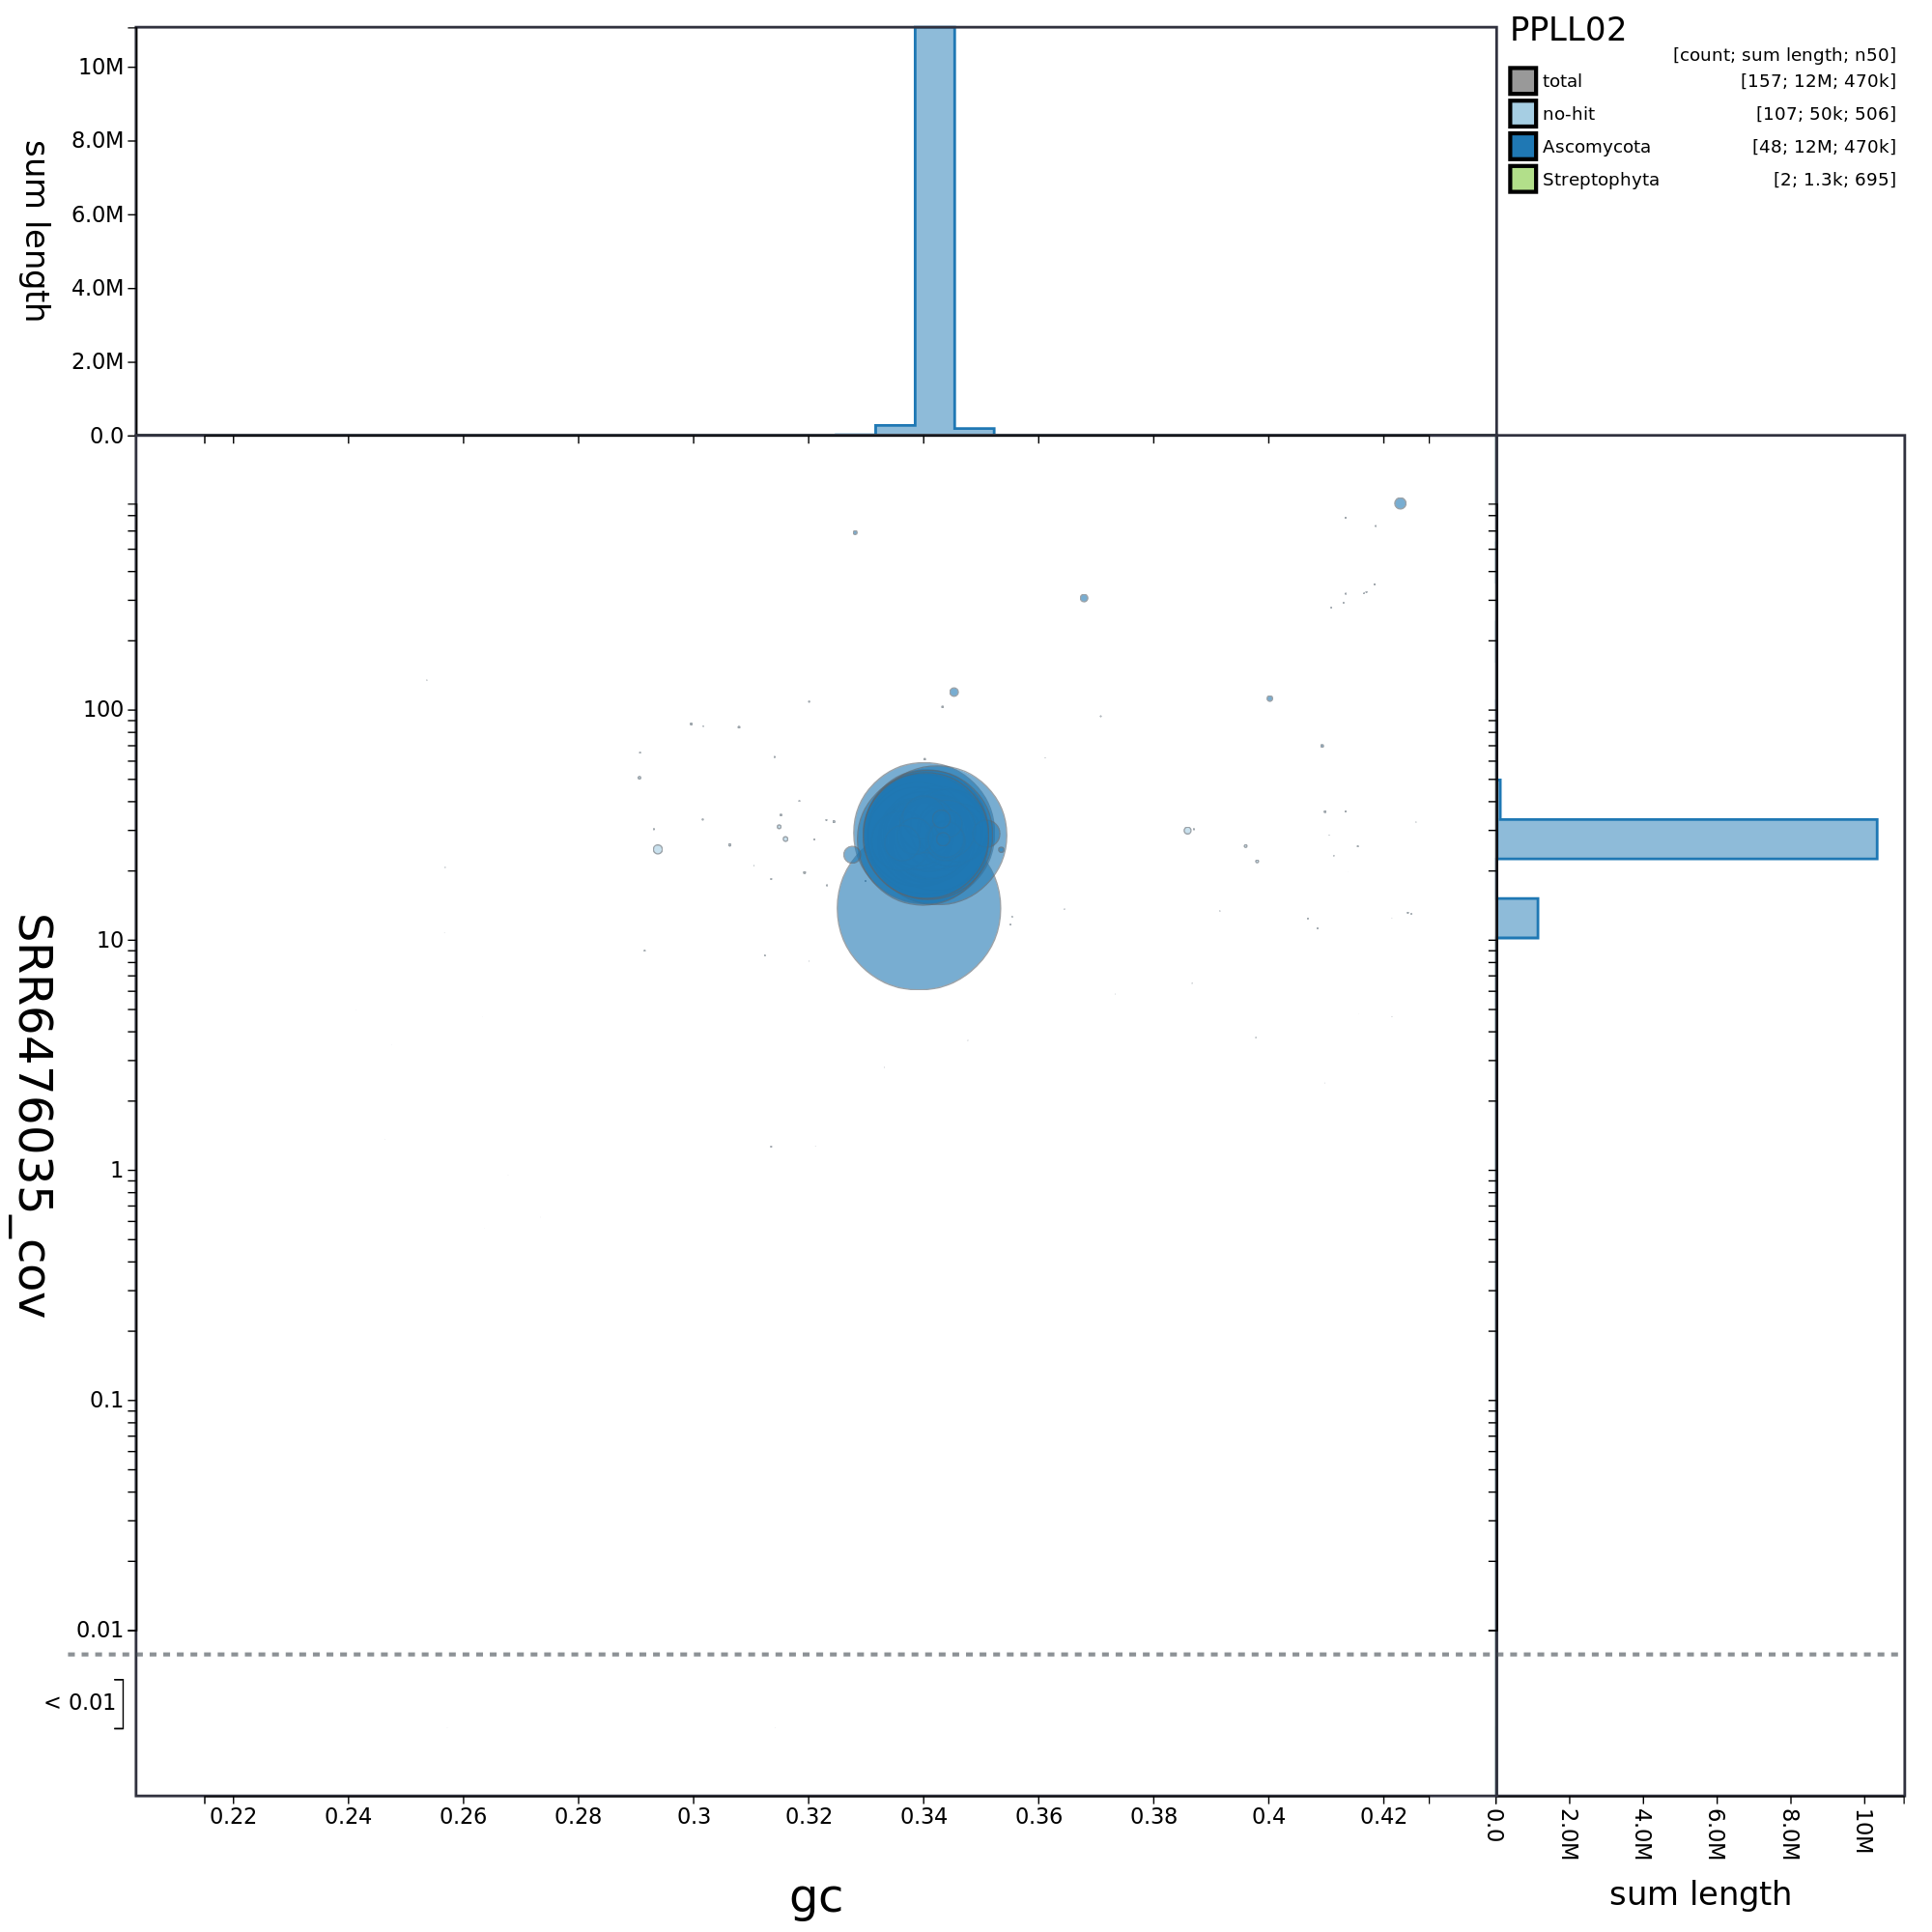 PPLL02
[count; sum length; n50]
total [157; 12M; 470k]
no-hit [107; 50k; 506]
Ascomycota [48; 12M; 470k]
Streptophyta [2; 1.3k; 695]
sum length
10M
8.0M
6.0M
4.0M
2.0M
0.0
SRR6476035_cov
100
10
1
0.1
0.01
< 0.01
0.22 0.24 0.26 0.28 0.3 0.32 0.34 0.36 0.38 0.4 0.42
gc
0.0 2.0M 4.0M 6.0M 8.0M 10M
sum length